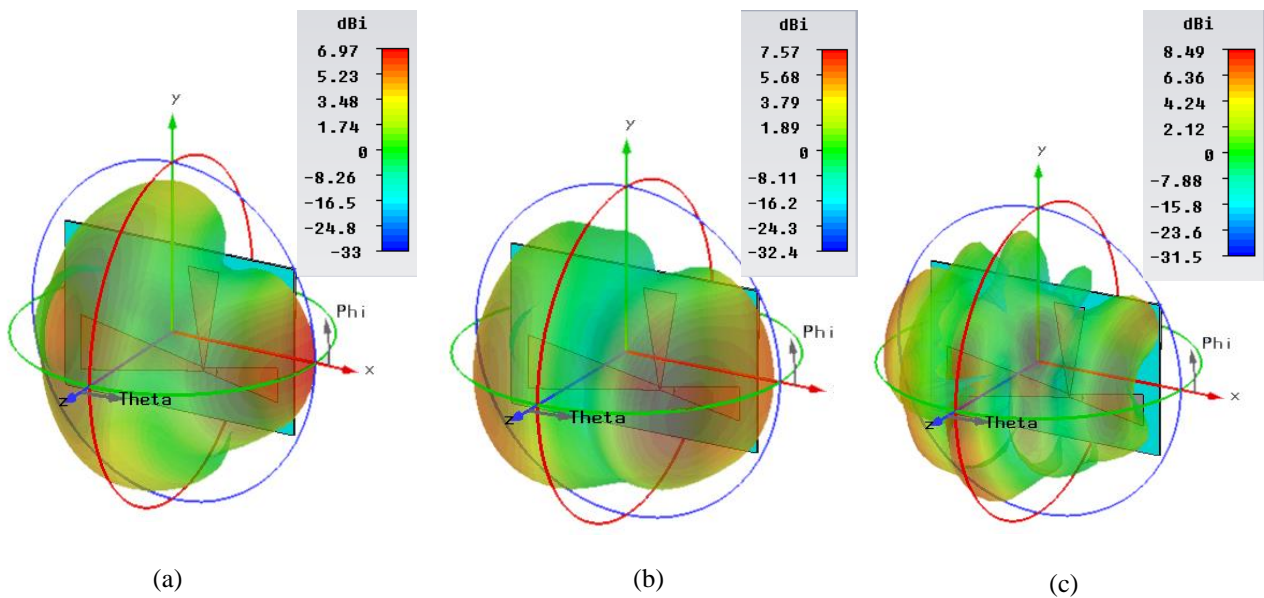 dBi
6.97
5.23
3.48
1.74
0
-8.26
-16.5
-24.8
-33
y
Phi
x
z
Theta
(a)
dBi
7.57
5.68
3.79
1.89
0
-8.11
-16.2
-24.3
-32.4
y
Phi
x
z
Theta
(b)
dBi
8.49
6.36
4.24
2.12
0
-7.88
-15.8
-23.6
-31.5
y
Phi
x
z
Theta
(c)